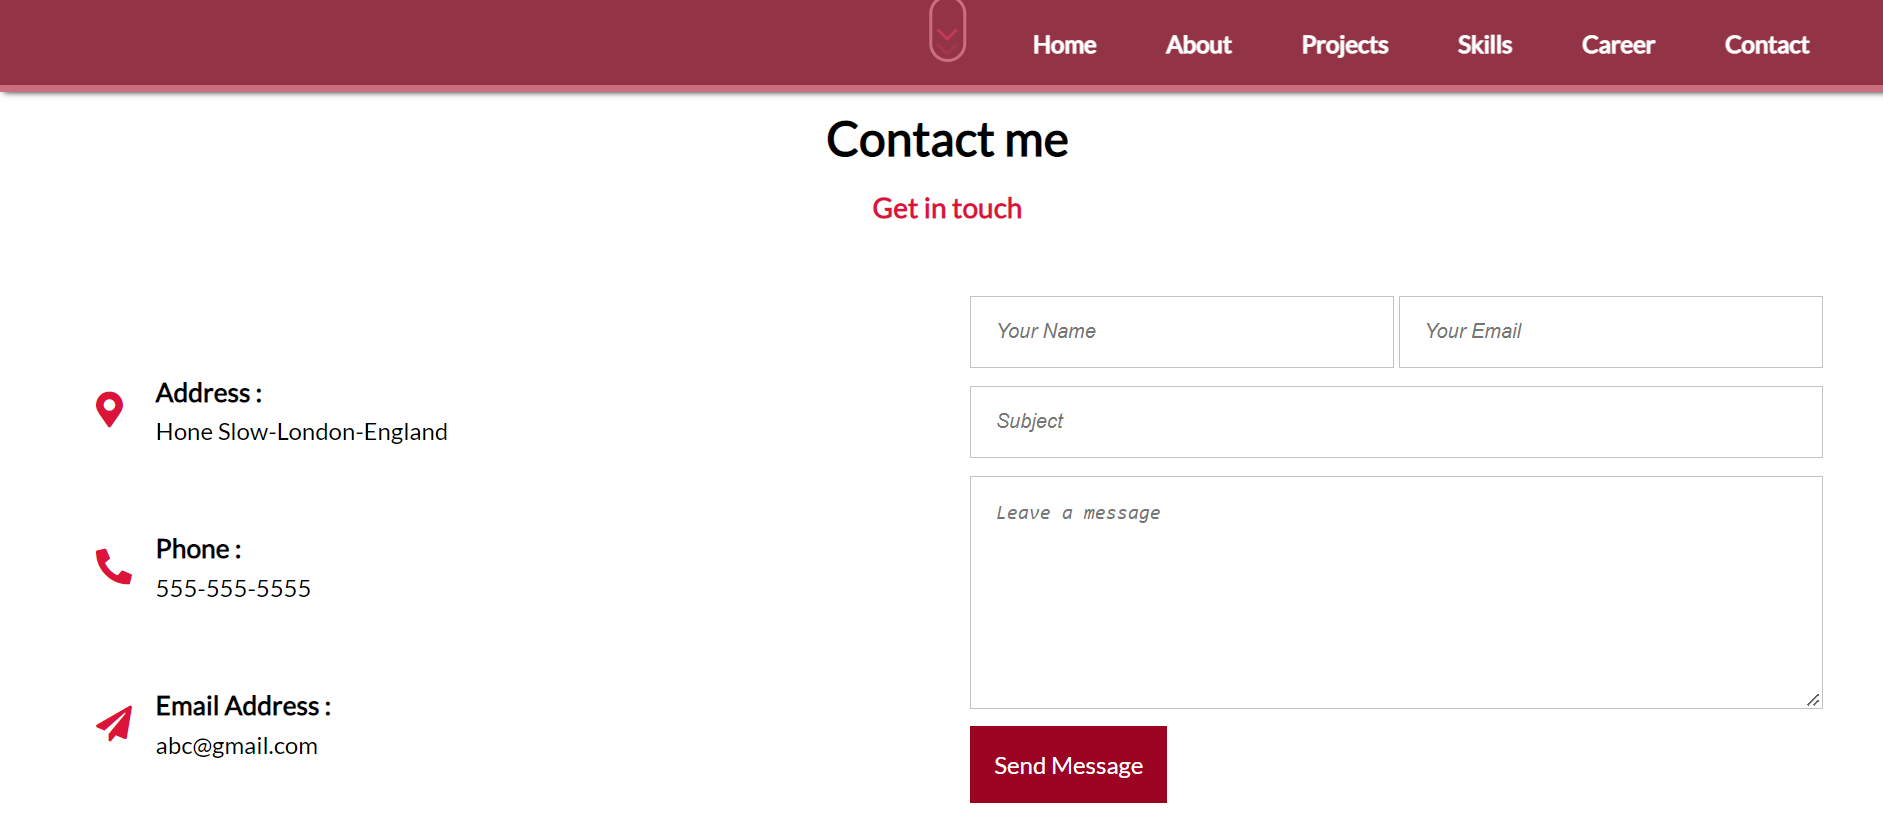 Home About Projects Skills Career Contact
Contact me
Get in touch
Address :
Hone Slow-London-England
Phone :
555-555-5555
Email Address :
abc@gmail.com
Your Name
Your Email
Subject
Leave a message
Send Message